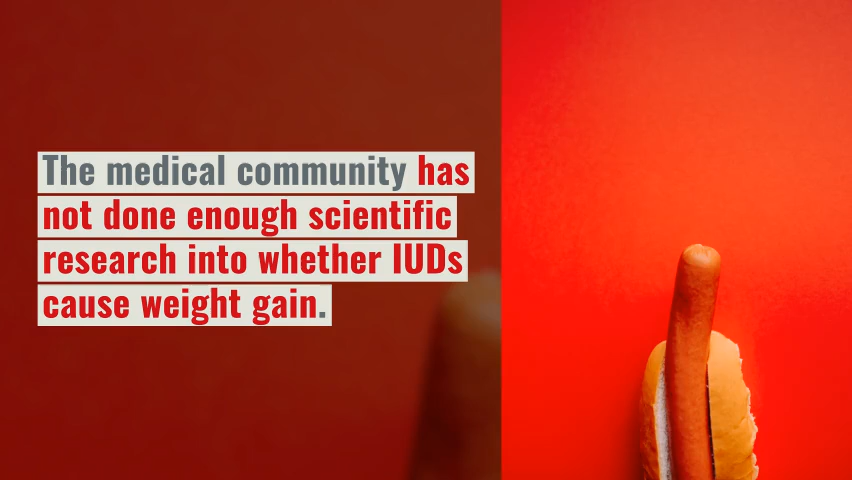 The medical community has
not done enough scientific
research into whether IUDs
cause weight gain.